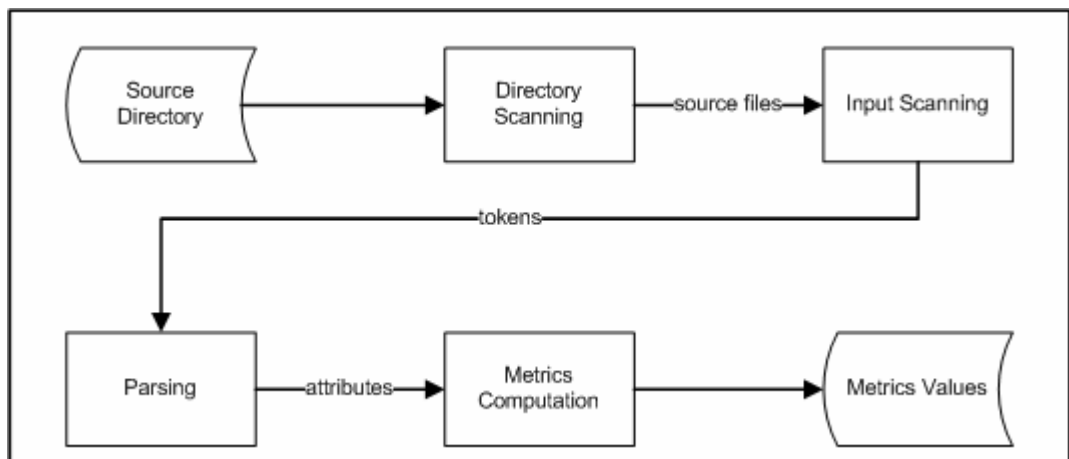 Source
Directory
Directory
Scanning
source files
Input Scanning
tokens
Parsing
attributes
Metrics
Computation
Metrics Values